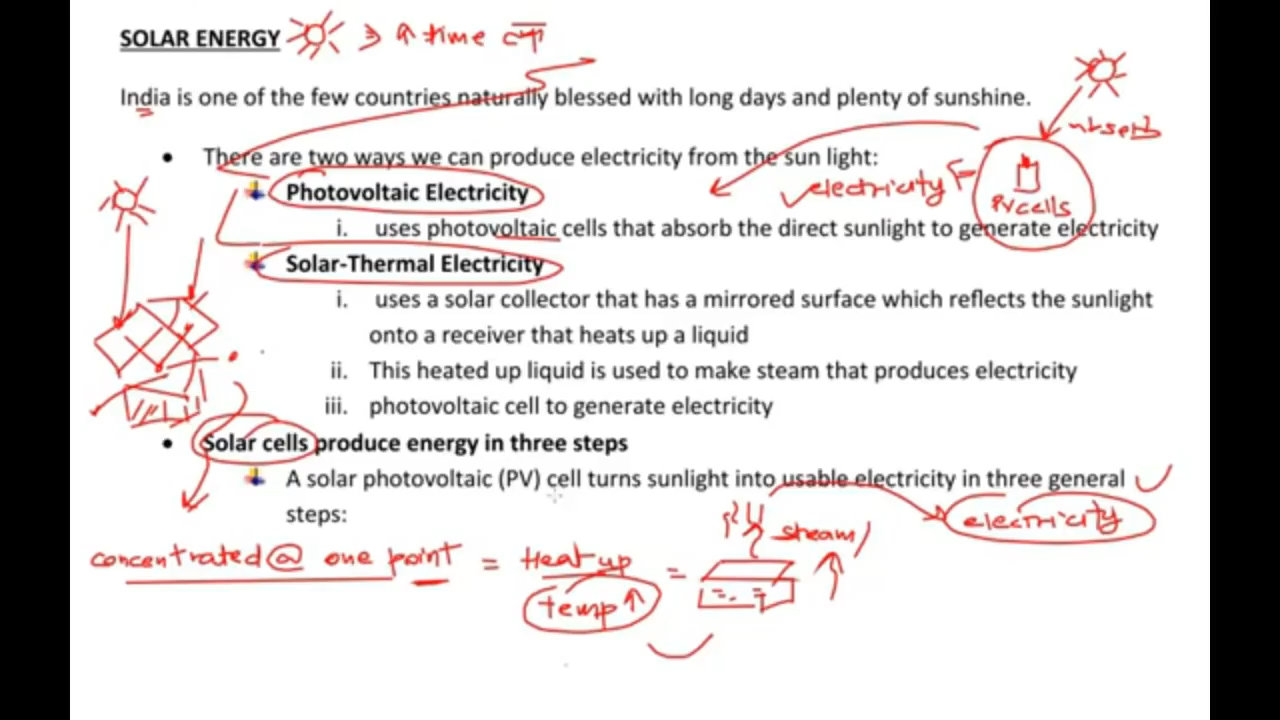 SOLAR ENERGY ↑ time
India is one of the few countries naturally blessed with long days and plenty of sunshine.
absorb
• There are two ways we can produce electricity from the sun light:
Photovoltaic Electricity
electricity
PV cells
i. uses photovoltaic cells that absorb the direct sunlight to generate electricity
Solar-Thermal Electricity
i. uses a solar collector that has a mirrored surface which reflects the sunlight
onto a receiver that heats up a liquid
ii. This heated up liquid is used to make steam that produces electricity
iii. photovoltaic cell to generate electricity
• Solar cells produce energy in three steps
A solar photovoltaic (PV) cell turns sunlight into usable electricity in three general
steps:
electricity
steam
concentrated @ one point = Heat up =
temp ↑